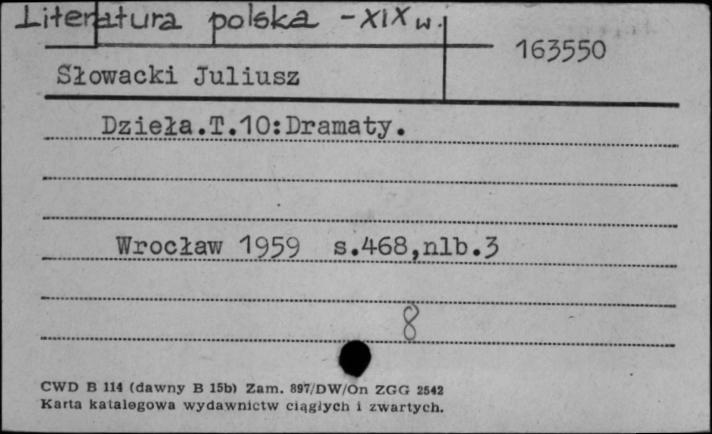 Literatura polska - XIX w.
163550
Słowacki Juliusz
Dzieła.T.10:Dramaty.
Wrocław 1959 s.468,nlb.3
8
CWD B 114 (dawny B 15b) Zam. 897/DW/On ZGG 2542
Karta katalogowa wydawnictw ciągłych i zwartych.